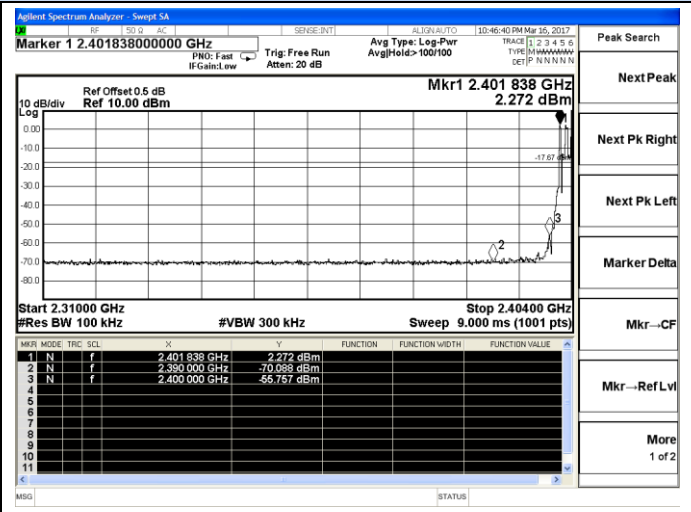 Agilent Spectrum Analyzer - Swept SA
LXI RF 50 Ω AC SENSE:INT ALIGNAUTO 10:46:40 PM Mar 16, 2017
Marker 1 2.401838000000 GHz
PNO: Fast
IFGain:Low
Trig: Free Run
Atten: 20 dB
Avg Type: Log-Pwr
Avg|Hold:>100/100
TRACE 1 2 3 4 5 6
TYPE M WWWWW
DET P N N N N N
Peak Search
Mkr1 2.401 838 GHz
2.272 dBm
Ref Offset 0.5 dB
10 dB/div Ref 10.00 dBm
Log
0.00
-10.0
-20.0
-30.0
-40.0
-50.0
-60.0
-70.0
-80.0
-17.67 dBm
3
2
Start 2.31000 GHz Stop 2.40400 GHz
#Res BW 100 kHz #VBW 300 kHz Sweep 9.000 ms (1001 pts)
MKR MODE TRC SCL X Y FUNCTION FUNCTION WIDTH FUNCTION VALUE
1 N f 2.401 838 GHz 2.272 dBm
2 N f 2.390 000 GHz -70.088 dBm
3 N f 2.400 000 GHz -55.757 dBm
4
5
6
7
8
9
10
11
MSG STATUS
Next Peak
Next Pk Right
Next Pk Left
Marker Delta
Mkr→CF
Mkr→Ref Lvl
More
1 of 2